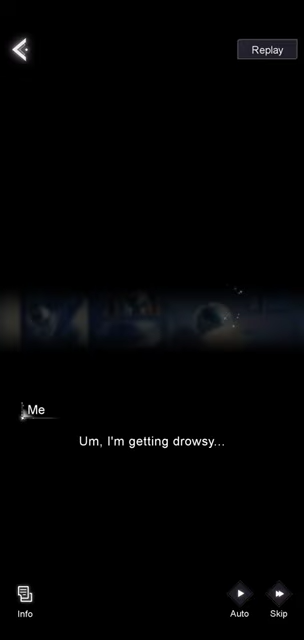 Replay
Me
Um, I'm getting drowsy...
Info
Auto
Skip